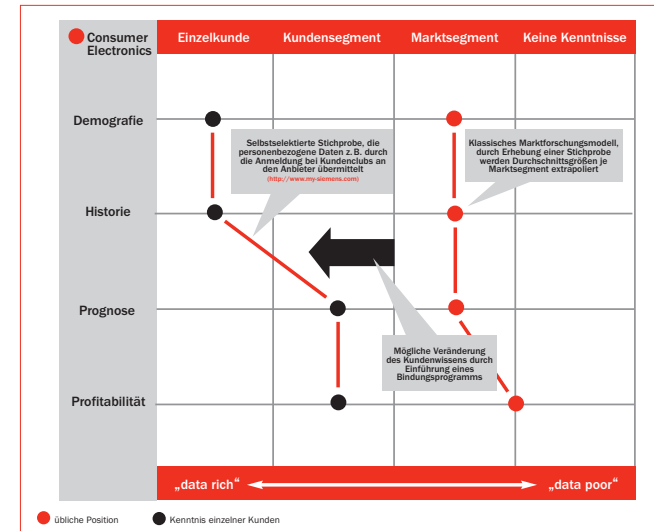 Consumer
Electronics
Einzelkunde
Kundensegment
Marktsegment
Keine Kenntnisse
Demografie
Selbstselektierte Stichprobe, die
personenbezogene Daten z. B. durch
die Anmeldung bei Kundenclubs an
den Anbieter übermittelt
(http://www.my-siemens.com)
Klassisches Marktforschungsmodell,
durch Erhebung einer Stichprobe
werden Durchschnittsgrößen je
Marktsegment extrapoliert
Historie
Prognose
Mögliche Veränderung
des Kundenwissens durch
Einführung eines
Bindungsprogramms
Profitabilität
„data rich“
„data poor“
übliche Position
Kenntnis einzelner Kunden